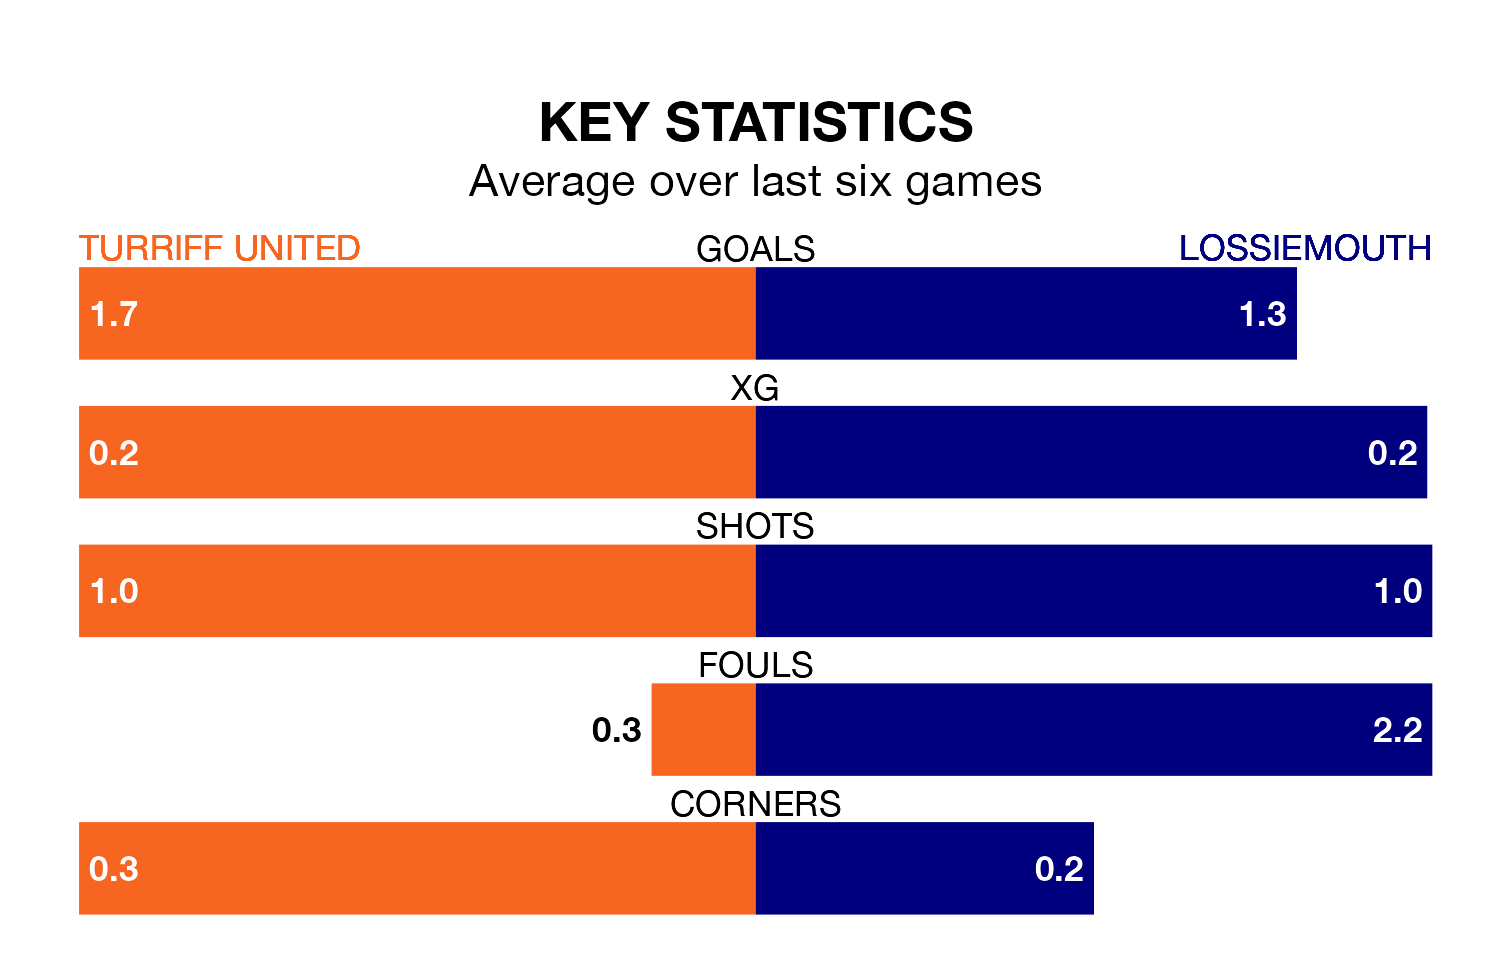 KEY STATISTICS
Average over last six games
TURRIFF UNITED GOALS LOSSIEMOUTH
1.7 1.3
XG
0.2 0.2
SHOTS
1.0 1.0
FOULS
0.3 2.2
CORNERS
0.3 0.2